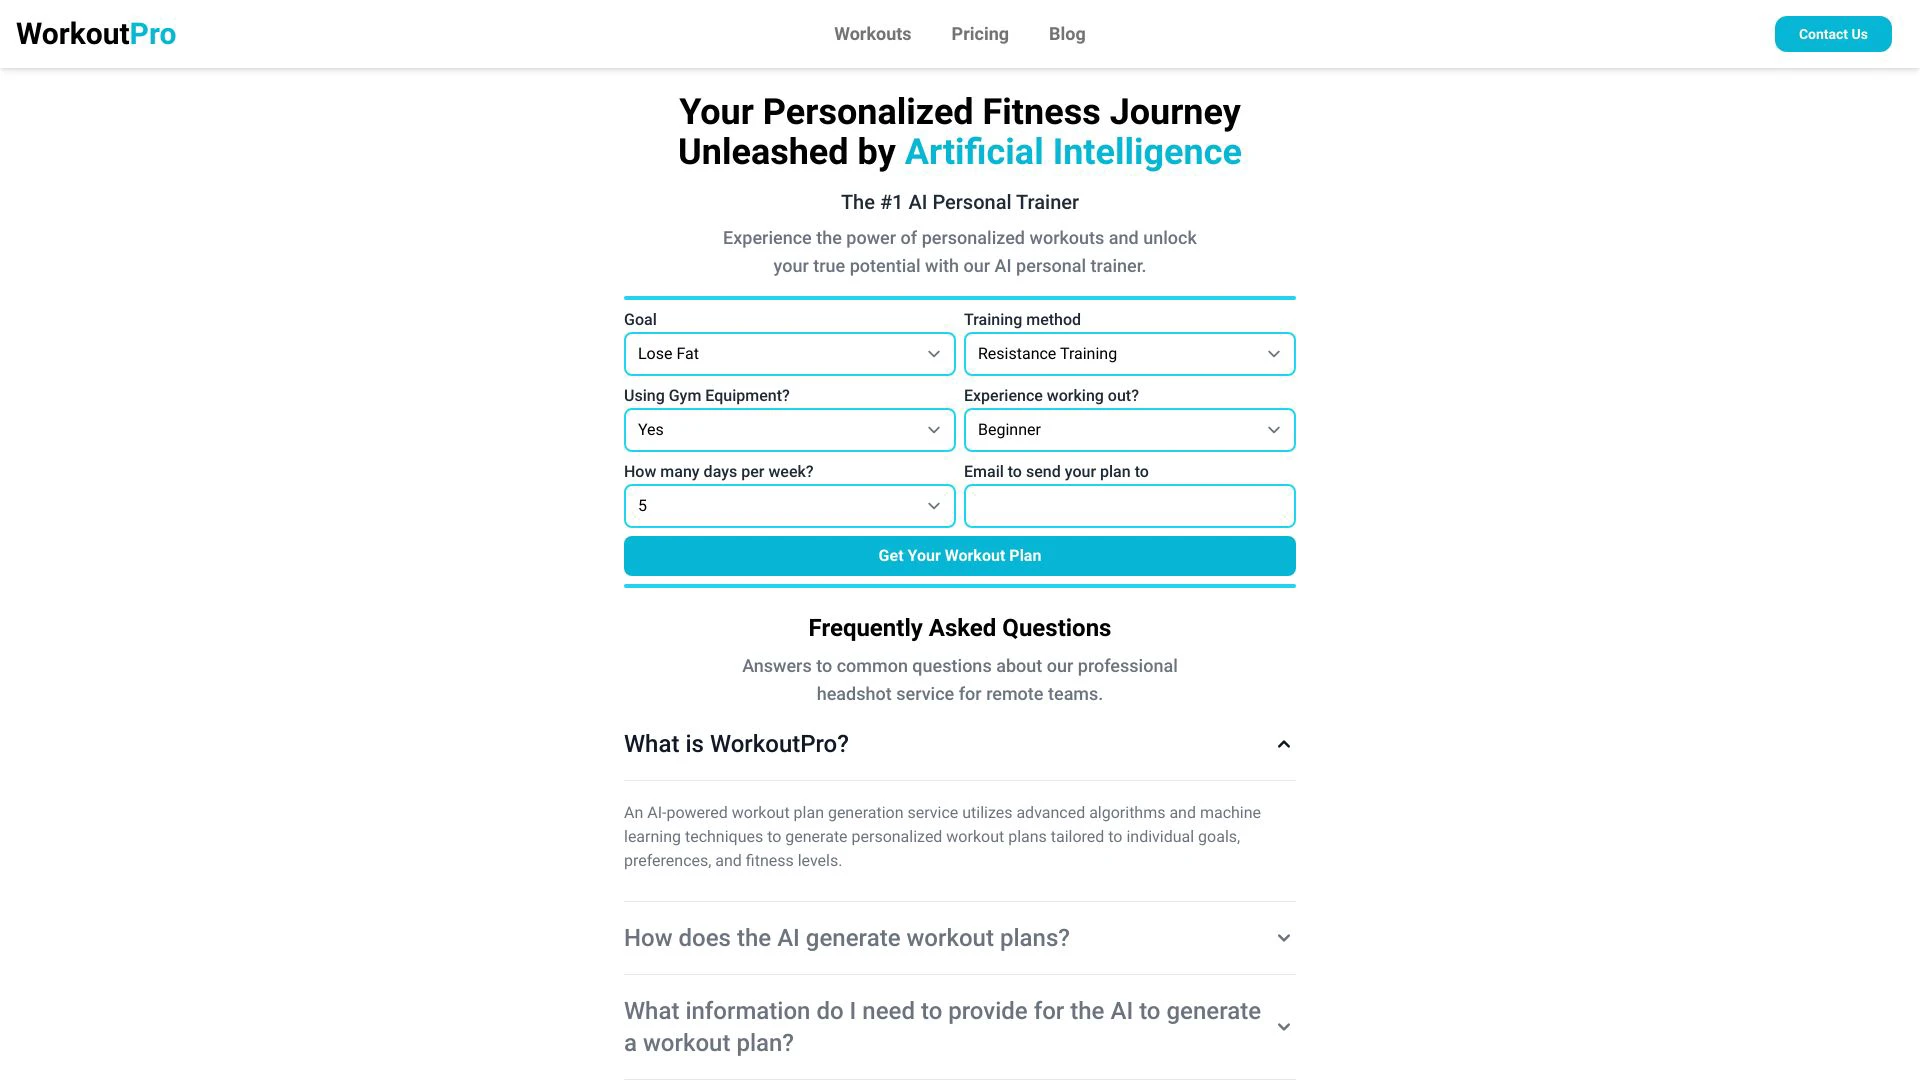 WorkoutPro
Workouts
Pricing
Blog
Contact Us
Your Personalized Fitness Journey
Unleashed by Artificial Intelligence
The #1 AI Personal Trainer
Experience the power of personalized workouts and unlock
your true potential with our AI personal trainer.
Goal
Lose Fat
Training method
Resistance Training
Using Gym Equipment?
Yes
Experience working out?
Beginner
How many days per week?
5
Email to send your plan to
Get Your Workout Plan
Frequently Asked Questions
Answers to common questions about our professional
headshot service for remote teams.
What is WorkoutPro?
An AI-powered workout plan generation service utilizes advanced algorithms and machine
learning techniques to generate personalized workout plans tailored to individual goals,
preferences, and fitness levels.
How does the AI generate workout plans?
What information do I need to provide for the AI to generate
a workout plan?